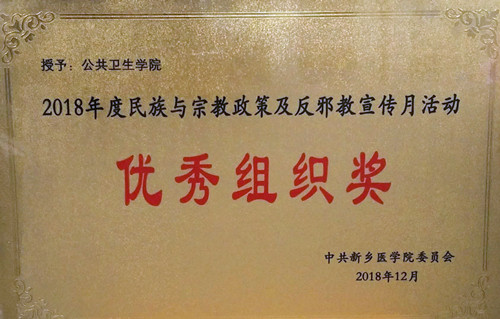 授予：公共卫生学院
2018年度民族与宗教政策及反邪教宣传月活动
优秀组织奖
中共新乡医学院委员会
2018年12月